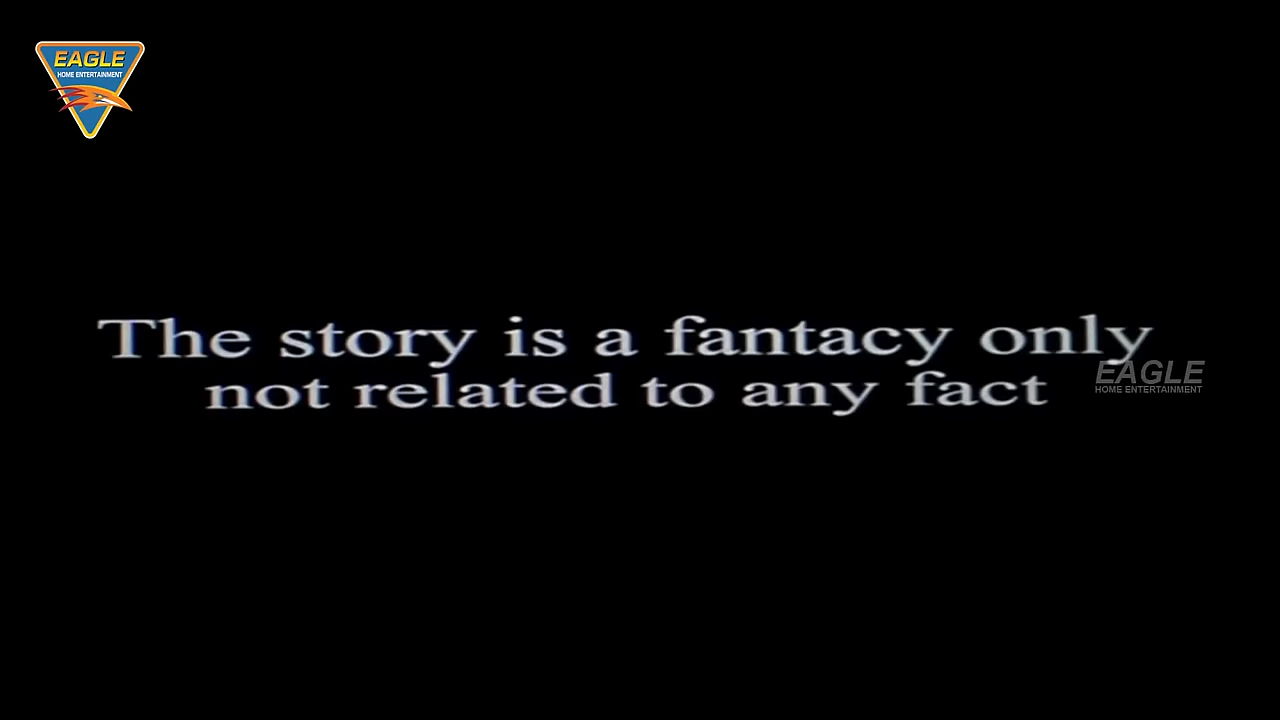 EAGLE
HOME ENTERTAINMENT
The story is a fantacy only
not related to any fact
EAGLE
HOME ENTERTAINMENT